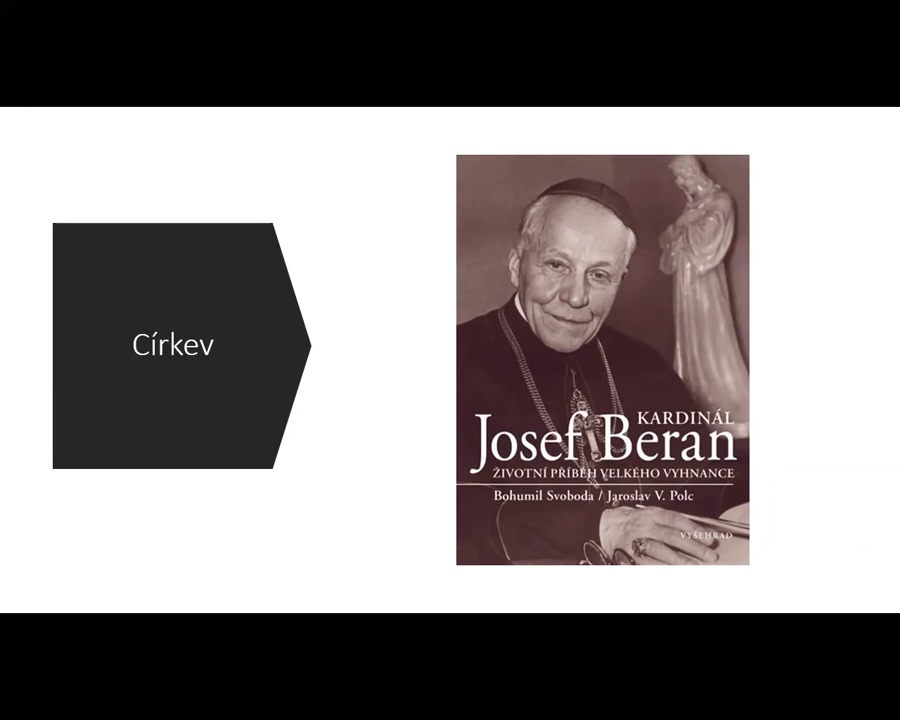 Církev
KARDINÁL
Josef Beran
ŽIVOTNÍ PŘÍBĚH VELKÉHO VYHNANCE
Bohumil Svoboda / Jaroslav V. Polc
VYŠEHRAD